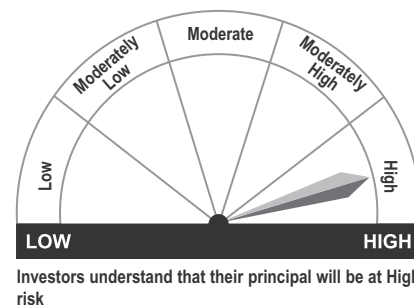 Moderate
Moderately
Low
Moderately
High
Low
High
LOW
HIGH
Investors understand that their principal will be at High
risk